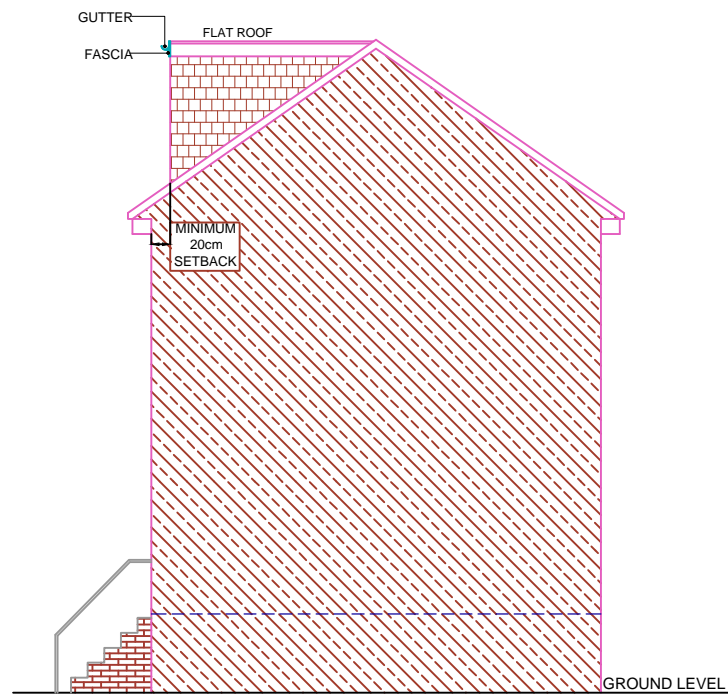 GUTTER
FLAT ROOF
FASCIA
MINIMUM
20cm
SETBACK
GROUND LEVEL